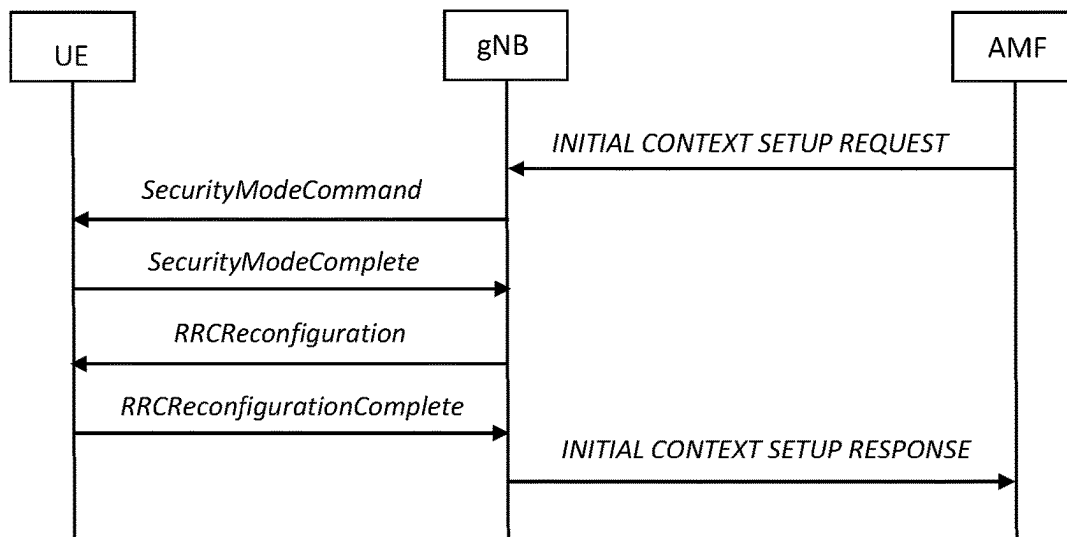 UE
gNB
AMF
INITIAL CONTEXT SETUP REQUEST
SecurityModeCommand
SecurityModeComplete
RRCReconfiguration
RRCReconfigurationComplete
INITIAL CONTEXT SETUP RESPONSE